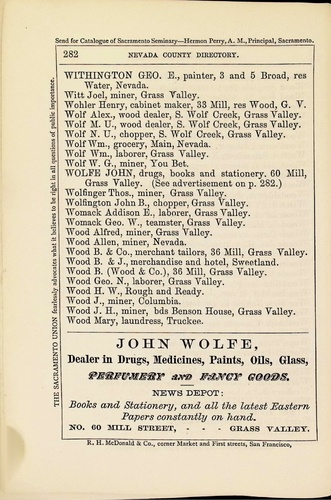 Send for Catalogue of Sacramento Seminary—Hermon Perry, A. M., Principal, Sacramento.
282 NEVADA COUNTY DIRECTORY.
WITHINGTON GEO. E., painter, 3 and 5 Broad, res
Water, Nevada.
Witt Joel, miner, Grass Valley.
Wohler Henry, cabinet maker, 33 Mill, res Wood, G. V.
Wolf Alex., wood dealer, S. Wolf Creek, Grass Valley.
Wolf M. U., wood dealer, S. Wolf Creek, Grass Valley.
Wolf N. U., chopper, S. Wolf Creek, Grass Valley.
Wolf Wm., grocery, Main, Nevada.
Wolf Wm., laborer, Grass Valley.
Wolf W. G., miner, You Bet.
WOLFE JOHN, drugs, books and stationery. 60 Mill,
Grass Valley. (See advertisement on p. 282.)
Wolfinger Thos., miner, Grass Valley.
Wolfington John B., chopper, Grass Valley.
Womack Addison E., laborer, Grass Valley.
Womack Geo. W., teamster, Grass Valley.
Wood Alfred, miner, Grass Valley.
Wood Allen, miner, Nevada.
Wood B. & Co., merchant tailors, 36 Mill, Grass Valley.
Wood B. & J., merchandise and hotel, Sweetland.
Wood B. (Wood & Co.), 36 Mill, Grass Valley.
Wood Geo. N., laborer, Grass Valley.
Wood H. W., Rough and Ready.
Wood J., miner, Columbia.
Wood J. H., miner, bds Benson House, Grass Valley.
Wood Mary, laundress, Truckee.
JOHN WOLFE,
Dealer in Drugs, Medicines, Paints, Oils, Glass,
PERFUMERY AND FANCY GOODS.
NEWS DEPOT:
Books and Stationery, and all the latest Eastern
Papers constantly on hand.
NO. 60 MILL STREET, - - - GRASS VALLEY.
R. H. McDonald & Co., corner Market and First streets, San Francisco,
THE SACRAMENTO UNION fearlessly advocates what it believes to be right in all questions of public importance.